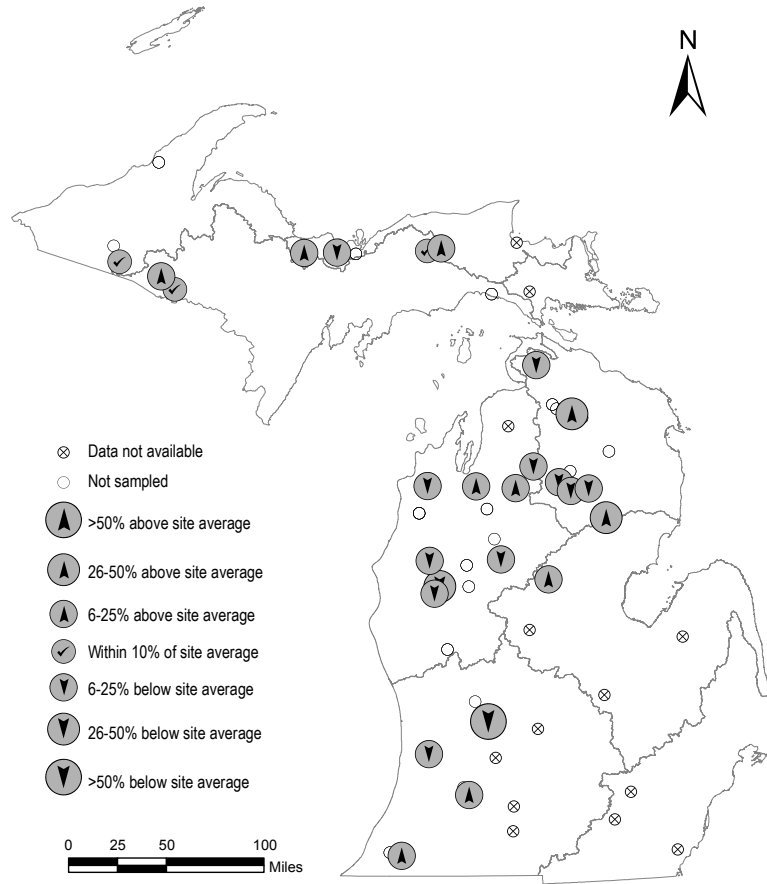 N
Data not available
Not sampled
>50% above site average
26-50% above site average
6-25% above site average
Within 10% of site average
6-25% below site average
26-50% below site average
>50% below site average
0 25 50 100
Miles